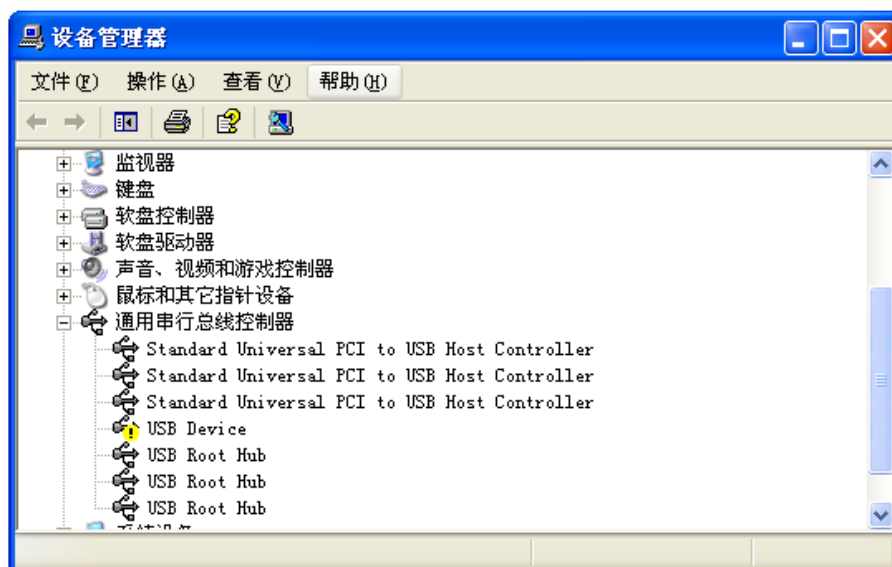 设备管理器
文件(F) 操作(A) 查看(V) 帮助(H)
监视器
键盘
软盘控制器
软盘驱动器
声音、视频和游戏控制器
鼠标和其它指针设备
通用串行总线控制器
Standard Universal PCI to USB Host Controller
Standard Universal PCI to USB Host Controller
Standard Universal PCI to USB Host Controller
USB Device
USB Root Hub
USB Root Hub
USB Root Hub